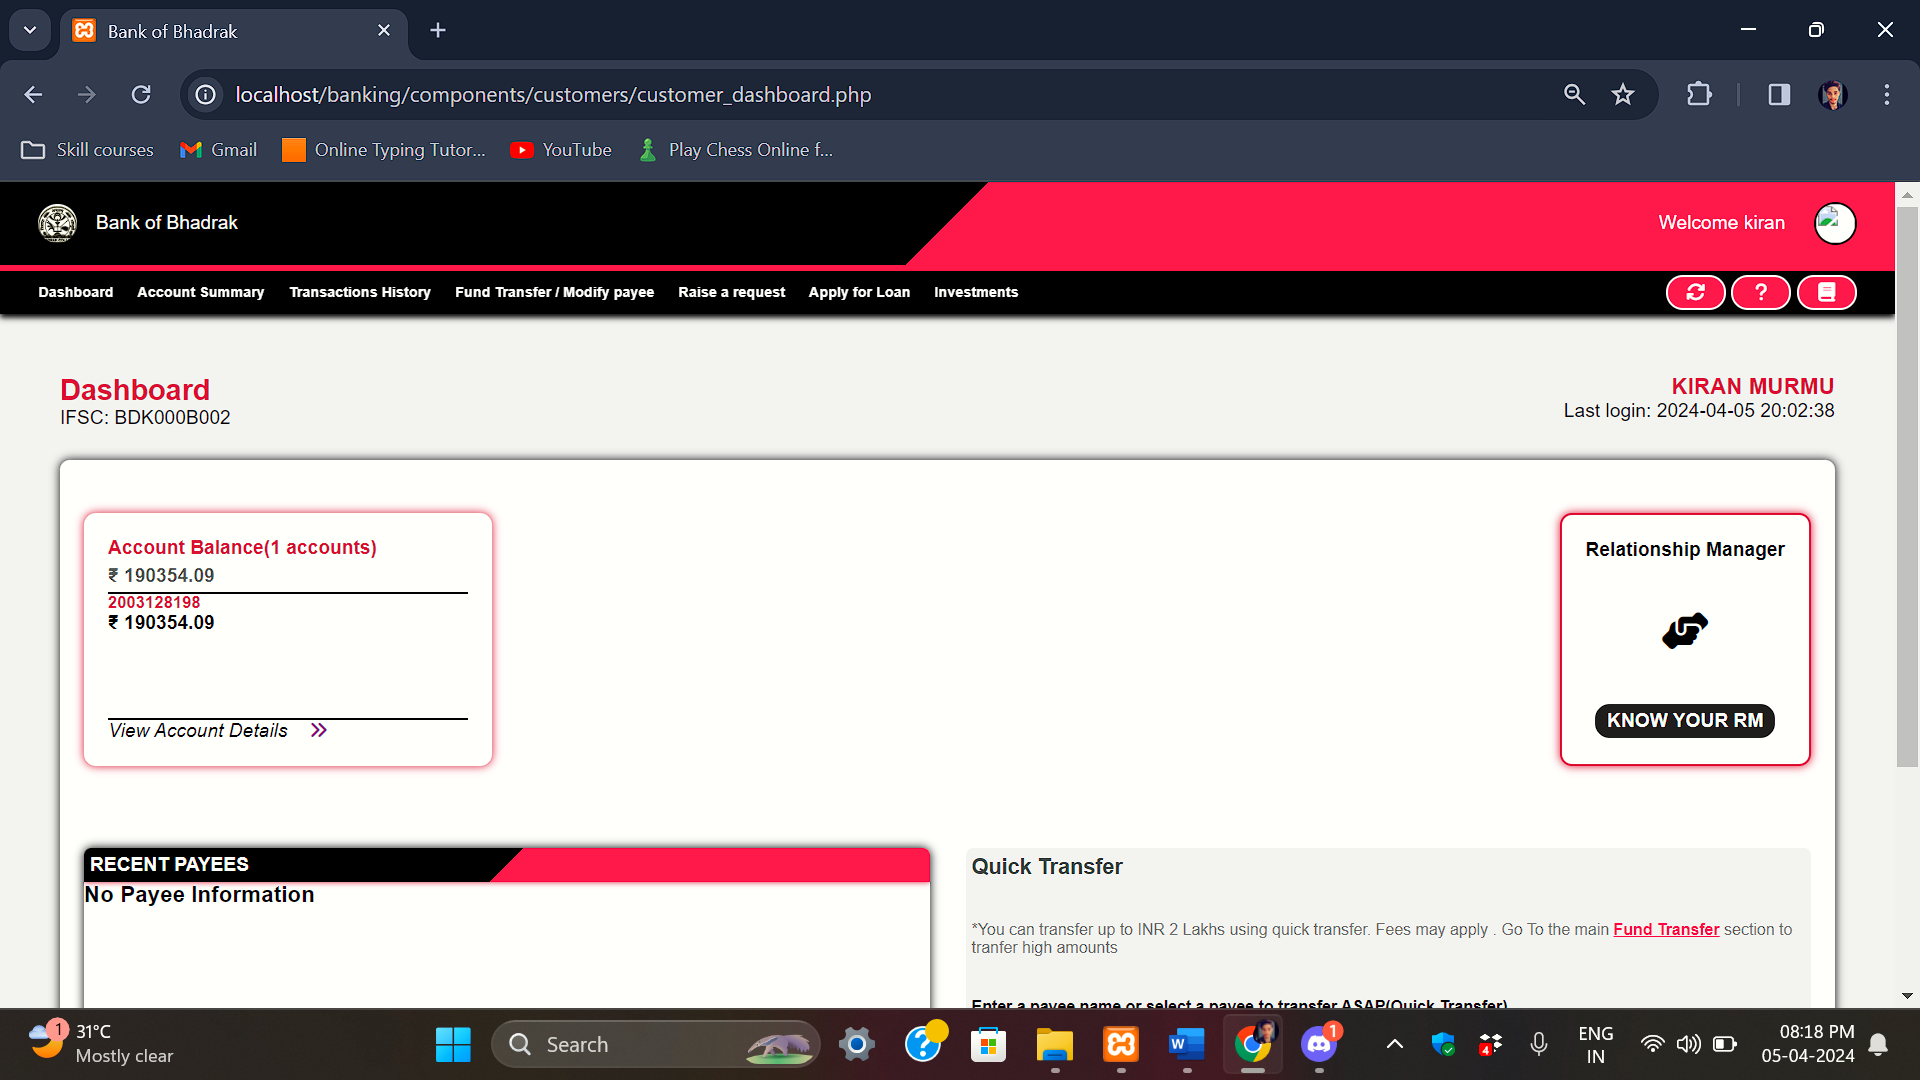 Bank of Bhadrak
localhost/banking/components/customers/customer_dashboard.php
Skill courses Gmail Online Typing Tutor... YouTube Play Chess Online f...
Bank of Bhadrak Welcome kiran
Dashboard Account Summary Transactions History Fund Transfer / Modify payee Raise a request Apply for Loan Investments ?
Dashboard
IFSC: BDK000B002
KIRAN MURMU
Last login: 2024-04-05 20:02:38
Account Balance(1 accounts)
₹ 190354.09
2003128198
₹ 190354.09
View Account Details
Relationship Manager
KNOW YOUR RM
RECENT PAYEES
No Payee Information
Quick Transfer
*You can transfer up to INR 2 Lakhs using quick transfer. Fees may apply . Go To the main Fund Transfer section to
tranfer high amounts
Enter a payee name or select a payee to transfer ASAP(Quick Transfer)
1
31°C
Mostly clear
Search
?
W
1
4
ENG
IN
08:18 PM
05-04-2024